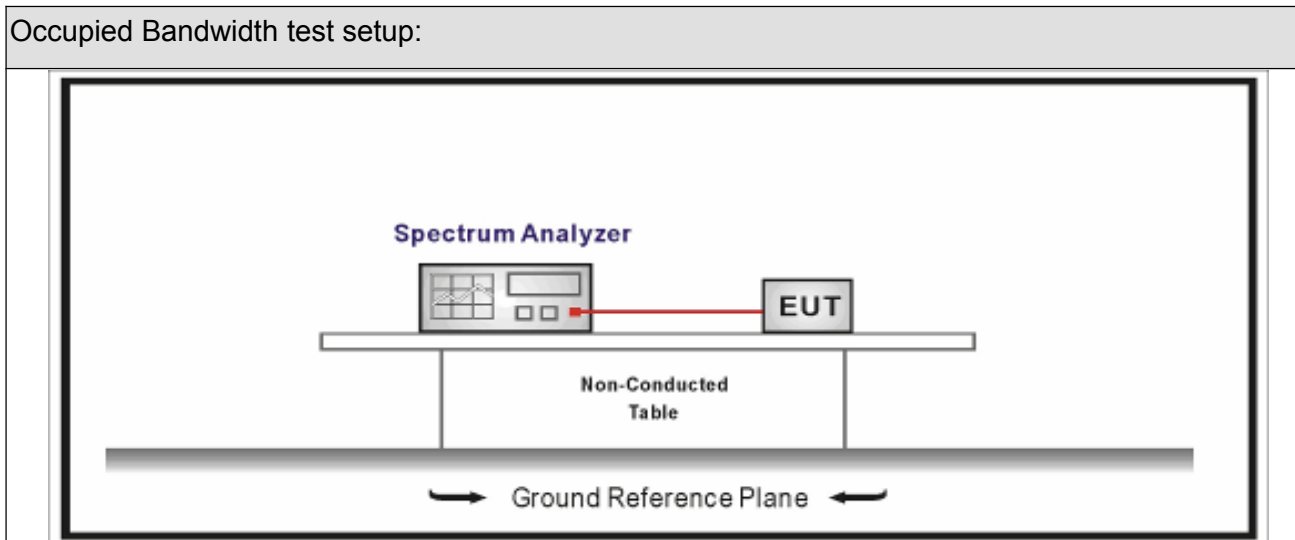 Occupied Bandwidth test setup:
Spectrum Analyzer
EUT
Non-Conducted
Table
Ground Reference Plane